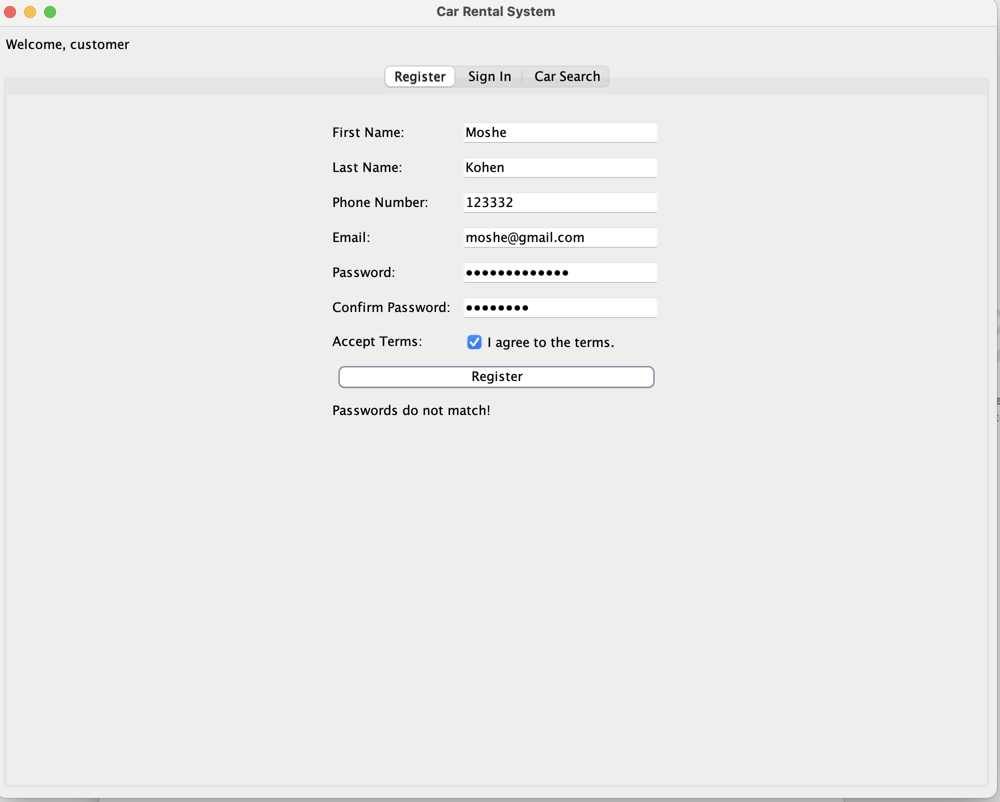 Car Rental System
Welcome, customer
Register Sign In Car Search
First Name: Moshe
Last Name: Kohen
Phone Number: 123332
Email: moshe@gmail.com
Password: •••••••••••••
Confirm Password: ••••••••
Accept Terms: I agree to the terms.
Register
Passwords do not match!